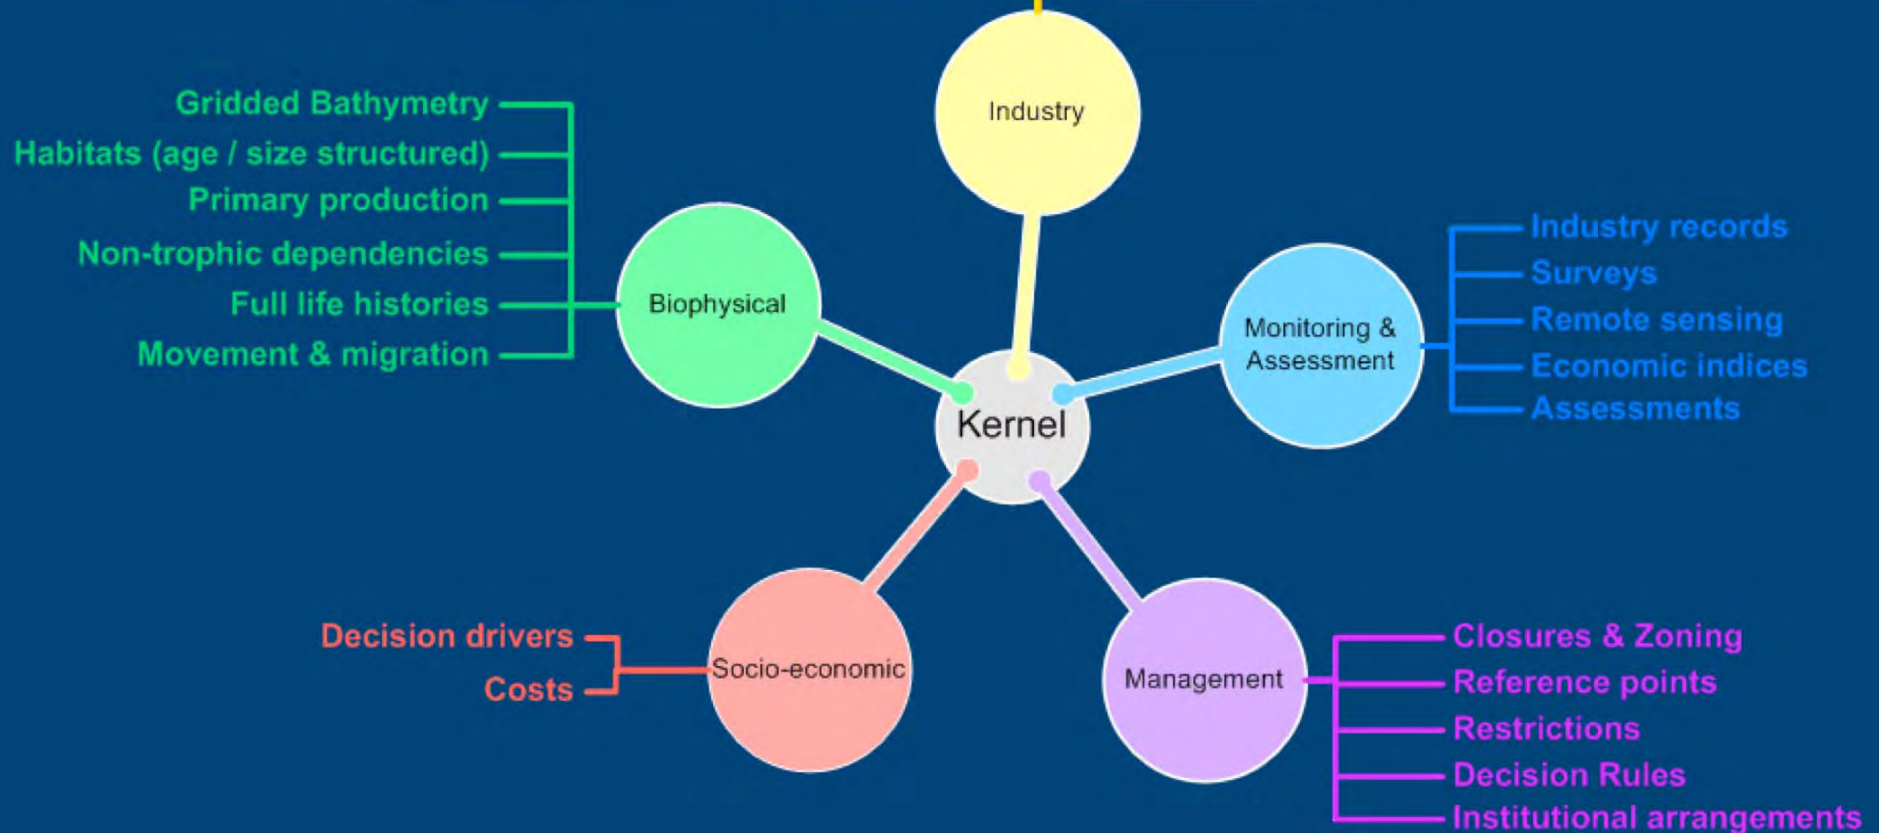 Industry
Gridded Bathymetry
Habitats (age / size structured)
Primary production
Non-trophic dependencies
Full life histories
Movement & migration
Biophysical
Monitoring &
Assessment
Industry records
Surveys
Remote sensing
Economic indices
Assessments
Kernel
Decision drivers
Costs
Socio-economic
Management
Closures & Zoning
Reference points
Restrictions
Decision Rules
Institutional arrangements